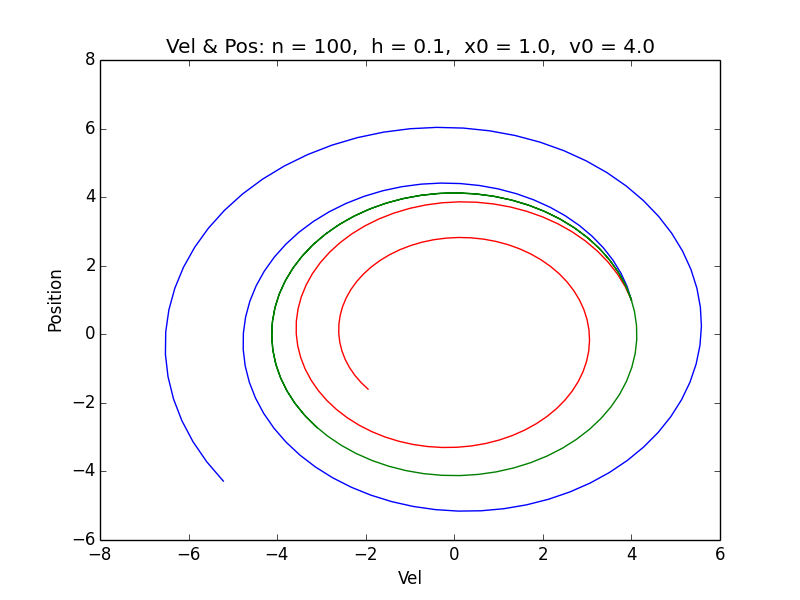 Vel & Pos: n = 100,  h = 0.1,  x0 = 1.0,  v0 = 4.0
8
6
4
2
0
−2
−4
−6
Position
−8 −6 −4 −2 0 2 4 6
Vel